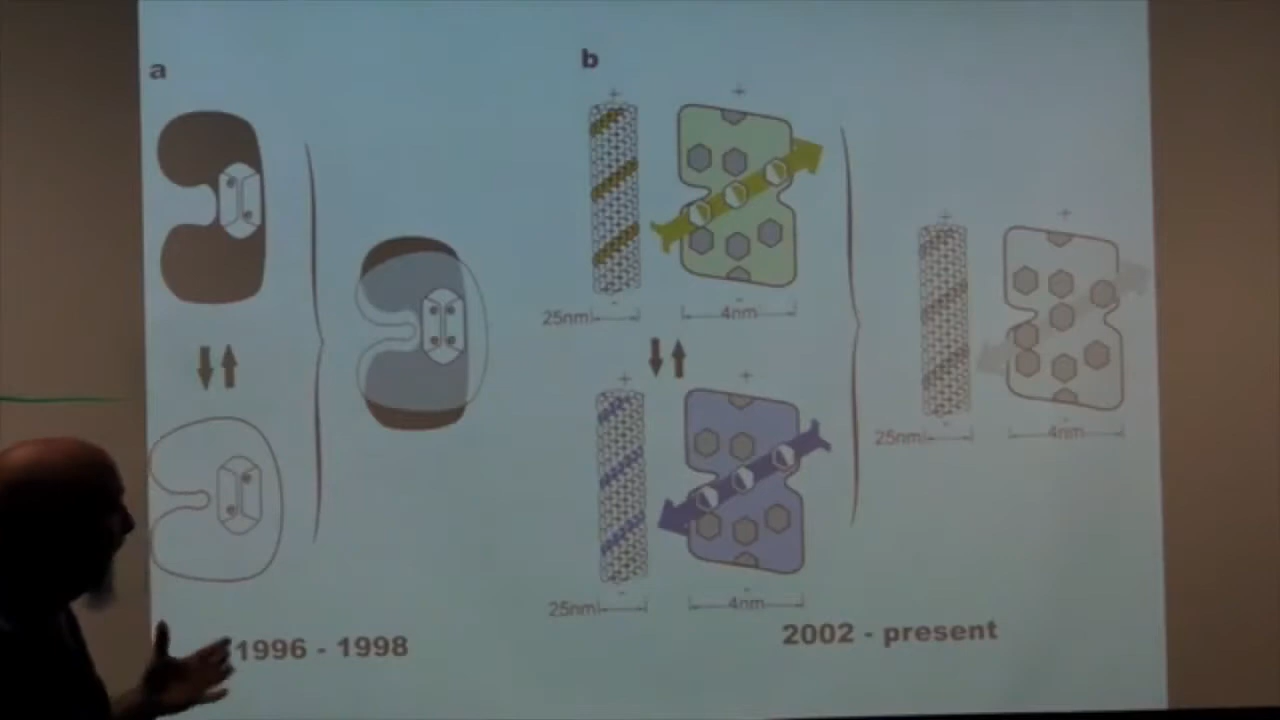 a
b
+
+
-
-
25nm
4nm
+
+
-
-
25nm
4nm
+
+
-
-
25nm
4nm
1996 - 1998
2002 - present